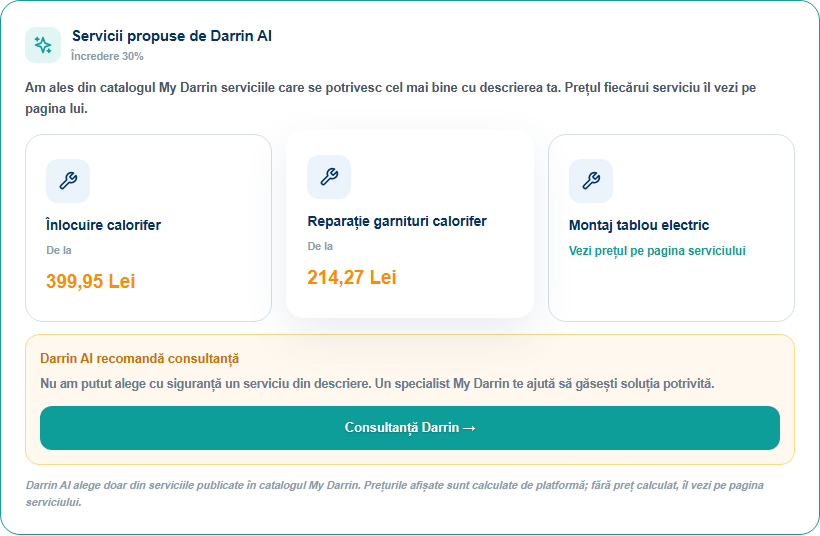 Servicii propuse de Darrin AI
Încredere 30%
Am ales din catalogul My Darrin serviciile care se potrivesc cel mai bine cu descrierea ta. Prețul fiecărui serviciu îl vezi pe
pagina lui.
Înlocuire calorifer
De la
399,95 Lei
Reparație garnituri calorifer
De la
214,27 Lei
Montaj tablou electric
Vezi prețul pe pagina serviciului
Darrin AI recomandă consultanță
Nu am putut alege cu siguranță un serviciu din descriere. Un specialist My Darrin te ajută să găsești soluția potrivită.
Consultanță Darrin →
Darrin AI alege doar din serviciile publicate în catalogul My Darrin. Prețurile afișate sunt calculate de platformă; fără preț calculat, îl vezi pe pagina
serviciului.